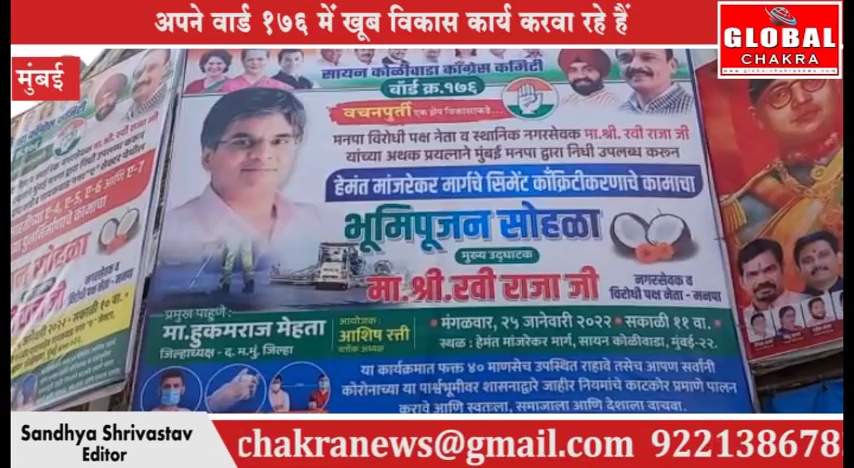 अपने वार्ड १७६ में खूब विकास कार्य करवा रहे हैं
GLOBAL
CHAKRA
मुंबई
सायन कोळीवाडा काँग्रेस कमिटी
वॉर्ड क्र.१७६
वचनपुर्ती एक झेप विकासाकडे...
मनपा विरोधी पक्ष नेता व स्थानिक नगरसेवक मा.श्री. रवी राजा जी
यांच्या अथक प्रयत्नाने मुंबई मनपा द्वारा निधी उपलब्ध करून
हेमंत मांजरेकर मार्गचे सिमेंट काँक्रिटीकरणाचे कामाचा
भूमिपूजन सोहळा
मुख्य उद्घाटक
मा.श्री.रवी राजा जी
नगरसेवक व
विरोधी पक्ष नेता - मनपा
प्रमुख पाहुणे :
मा.हुकमराज मेहता
जिल्हाध्यक्ष - द. म.मुं. जिल्हा
आयोजक :
आशिष रत्ती
मंगळवार, २५ जानेवारी २०२२ सकाळी ११ वा.
स्थळ : हेमंत मांजरेकर मार्ग, सायन कोळीवाडा, मुंबई-२२.
या कार्यक्रमात फक्त ४० माणसेच उपस्थित राहावे तसेच आपण सर्वांनी
कोरोनाच्या या पार्श्वभूमीवर शासनाद्वारे जाहीर नियमांचे काटकोर प्रमाणे पालन
करावे आणि स्वतःला, समाजाला आणि देशाला वाचवा.
Sandhya Shrivastav
Editor
chakranews@gmail.com 92213867